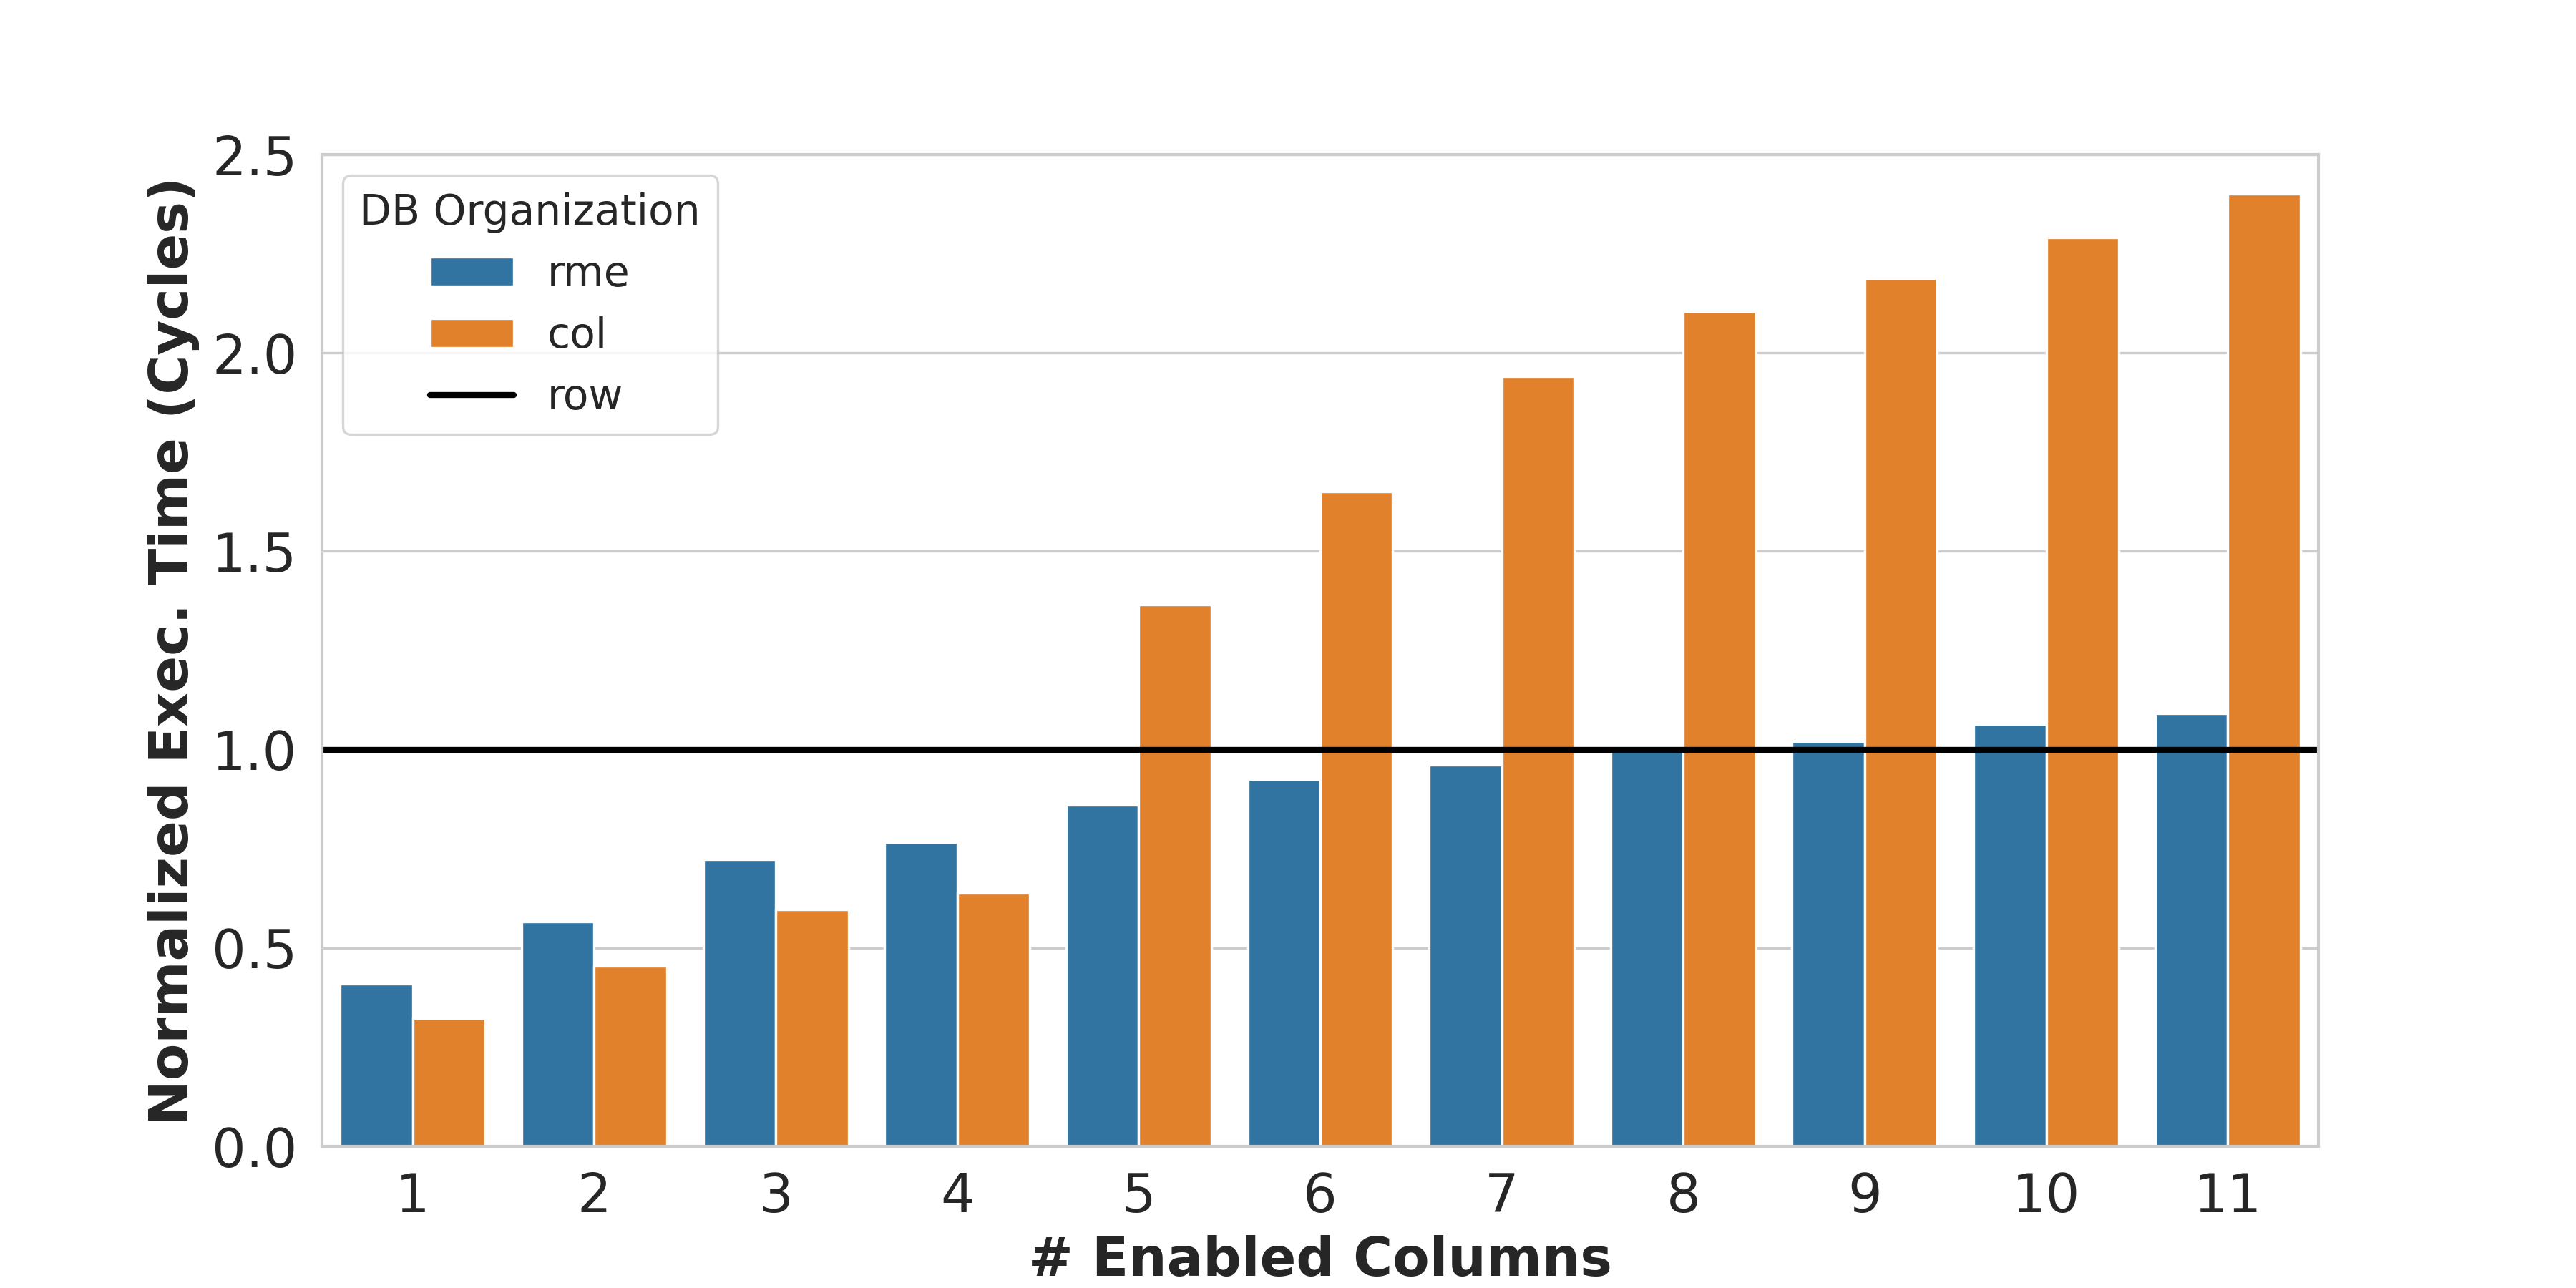 Normalized Exec. Time (Cycles)
2.5
2.0
1.5
1.0
0.5
0.0
DB Organization
rme
col
row
1 2 3 4 5 6 7 8 9 10 11
# Enabled Columns